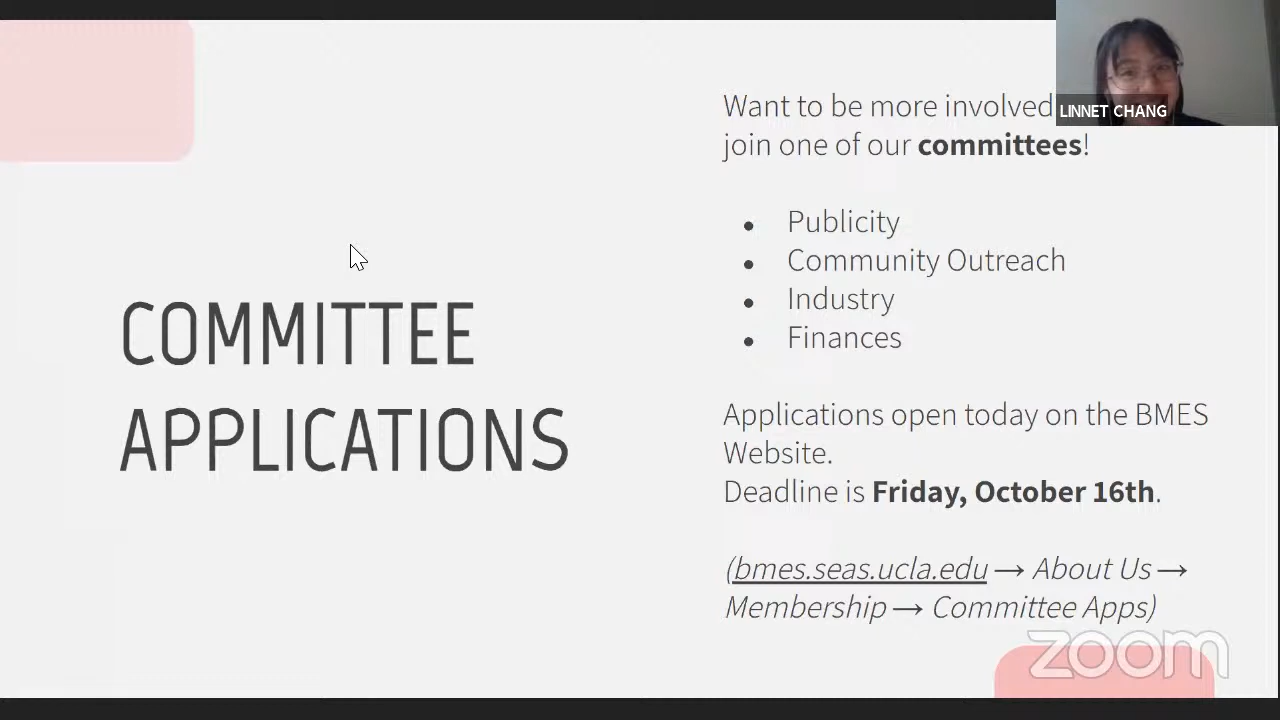 Want to be more involved
LINNET CHANG
join one of our committees!
• Publicity
• Community Outreach
• Industry
• Finances
COMMITTEE
APPLICATIONS
Applications open today on the BMES
Website.
Deadline is Friday, October 16th.
(bmes.seas.ucla.edu → About Us →
Membership → Committee Apps)
zoom